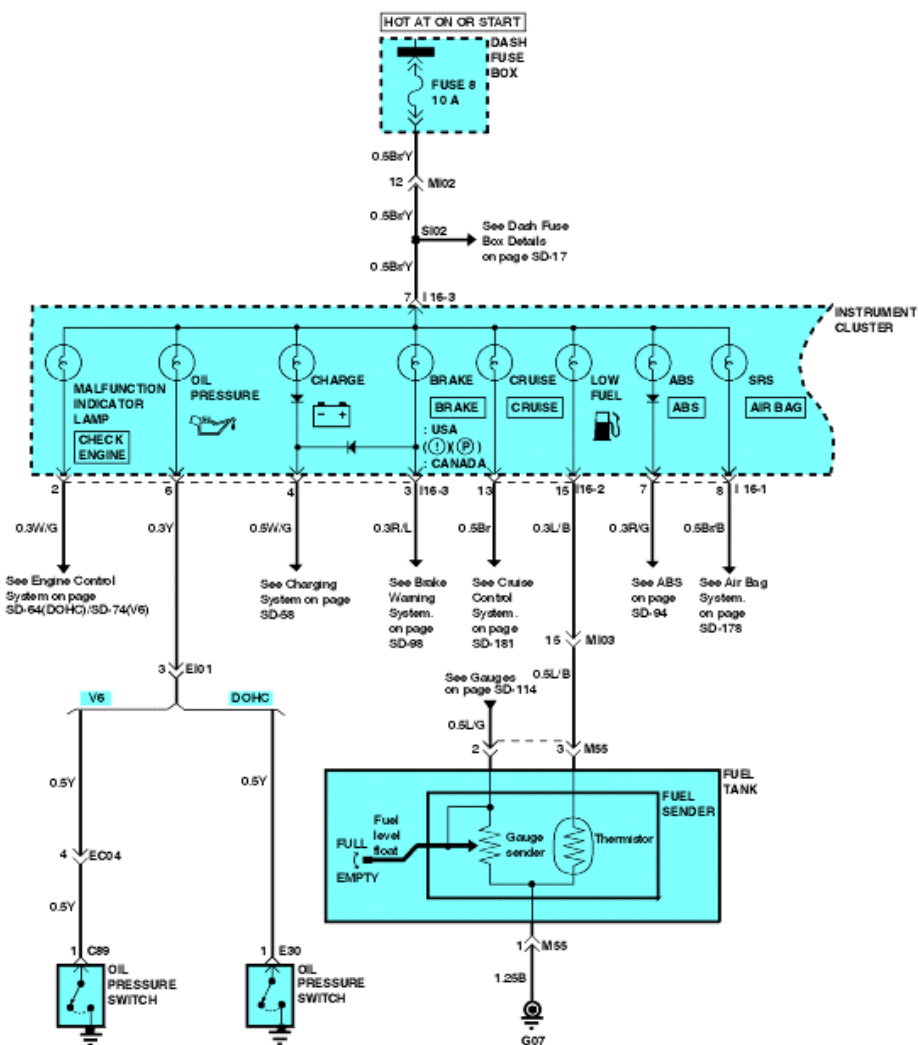 HOT AT ON OR START
DASH
FUSE
BOX
FUSE 8
10 A
0.5Br/Y
12 MI02
0.5Br/Y
SI02
See Dash Fuse
Box Details
on page SD-17
0.5Br/Y
7 I 16-3
INSTRUMENT
CLUSTER
MALFUNCTION
INDICATOR
LAMP
CHECK
ENGINE
OIL
PRESSURE
CHARGE
- +
BRAKE
BRAKE
: USA
(!)(P)
: CANADA
CRUISE
CRUISE
LOW
FUEL
ABS
ABS
SRS
AIR BAG
2 6 4 3 I16-3 13 15 I16-2 7 8 I 16-1
0.3W/G 0.3Y 0.5W/G 0.3R/L 0.5Br 0.3L/B 0.3R/G 0.5Br/B
See Engine Control
System on page
SD-64(DOHC)/SD-74(V6)
See Charging
System on page
SD-58
See Brake
Warning
System.
on page
SD-98
See Cruise
Control
System.
on page
SD-181
See ABS
on page
SD-94
See Air Bag
System.
on page
SD-178
15 MI03
3 EI01
0.5L/B
See Gauges
on page SD-114
V6
DOHC
0.5L/G
2 3 M55
0.5Y
0.5Y
FUEL
TANK
FUEL
SENDER
Fuel
level
float
FULL
EMPTY
Gauge
sender
Thermistor
4 EC04
0.5Y
1 C89
OIL
PRESSURE
SWITCH
1 E30
OIL
PRESSURE
SWITCH
1 M55
1.25B
G07